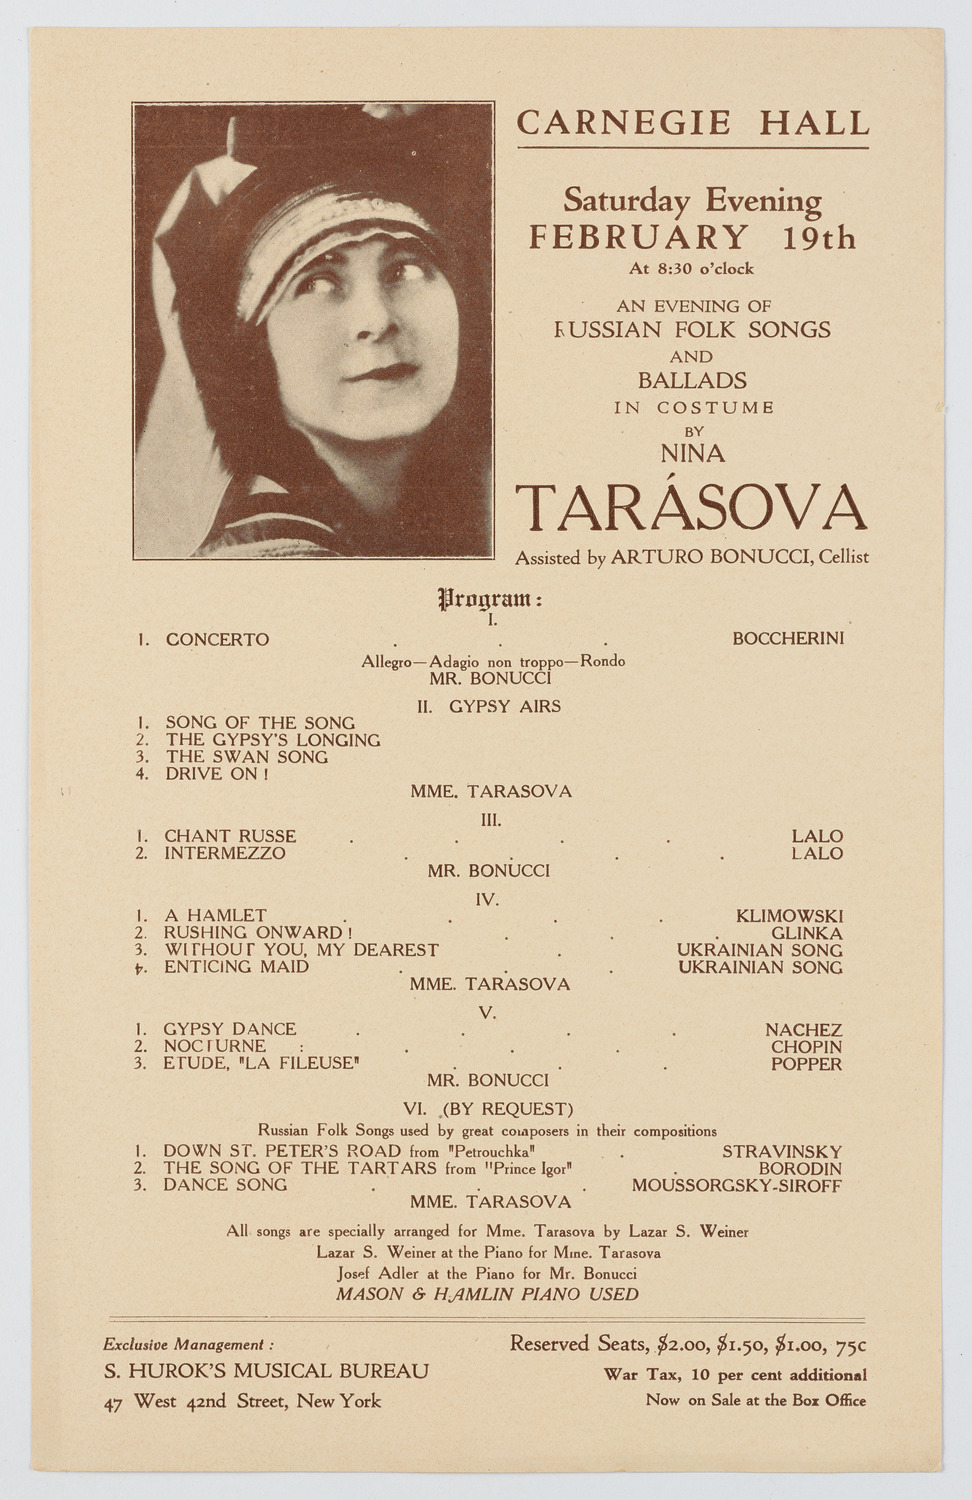 CARNEGIE HALL
Saturday Evening
FEBRUARY 19th
At 8:30 o'clock
AN EVENING OF
RUSSIAN FOLK SONGS
AND
BALLADS
IN COSTUME
BY
NINA
TARÁSOVA
Assisted by ARTURO BONUCCI, Cellist
Program:
I.
1. CONCERTO . . . BOCCHERINI
Allegro—Adagio non troppo—Rondo
MR. BONUCCI
II. GYPSY AIRS
1. SONG OF THE SONG
2. THE GYPSY'S LONGING
3. THE SWAN SONG
4. DRIVE ON !
MME. TARASOVA
III.
1. CHANT RUSSE . . . . LALO
2. INTERMEZZO . . . . LALO
MR. BONUCCI
IV.
1. A HAMLET . . . . KLIMOWSKI
2. RUSHING ONWARD ! . . . GLINKA
3. WITHOUT YOU, MY DEAREST . UKRAINIAN SONG
4. ENTICING MAID . . . UKRAINIAN SONG
MME. TARASOVA
V.
1. GYPSY DANCE . . . . NACHEZ
2. NOCTURNE : . . . CHOPIN
3. ETUDE, "LA FILEUSE" . . . POPPER
MR. BONUCCI
VI. (BY REQUEST)
Russian Folk Songs used by great composers in their compositions
1. DOWN ST. PETER'S ROAD from "Petrouchka" . STRAVINSKY
2. THE SONG OF THE TARTARS from "Prince Igor" . BORODIN
3. DANCE SONG . . . MOUSSORGSKY-SIROFF
MME. TARASOVA
All songs are specially arranged for Mme. Tarasova by Lazar S. Weiner
Lazar S. Weiner at the Piano for Mme. Tarasova
Josef Adler at the Piano for Mr. Bonucci
MASON & HAMLIN PIANO USED
Exclusive Management :
S. HUROK'S MUSICAL BUREAU
47 West 42nd Street, New York
Reserved Seats, $2.00, $1.50, $1.00, 75c
War Tax, 10 per cent additional
Now on Sale at the Box Office